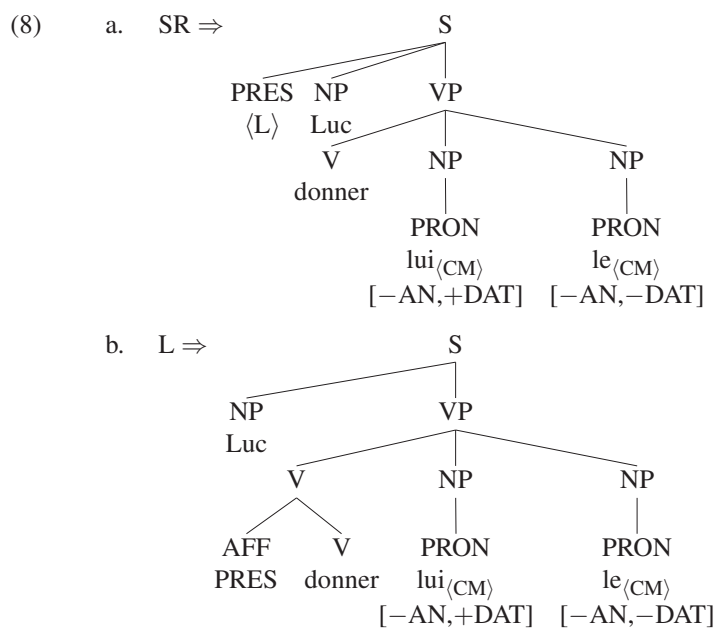 (8) a. SR ⇒ S
PRES NP VP
⟨L⟩ Luc
V NP NP
donner
PRON PRON
lui⟨CM⟩ le⟨CM⟩
[−AN,+DAT] [−AN,−DAT]
b. L ⇒ S
NP VP
Luc
V NP NP
AFF V PRON PRON
PRES donner lui⟨CM⟩ le⟨CM⟩
[−AN,+DAT] [−AN,−DAT]